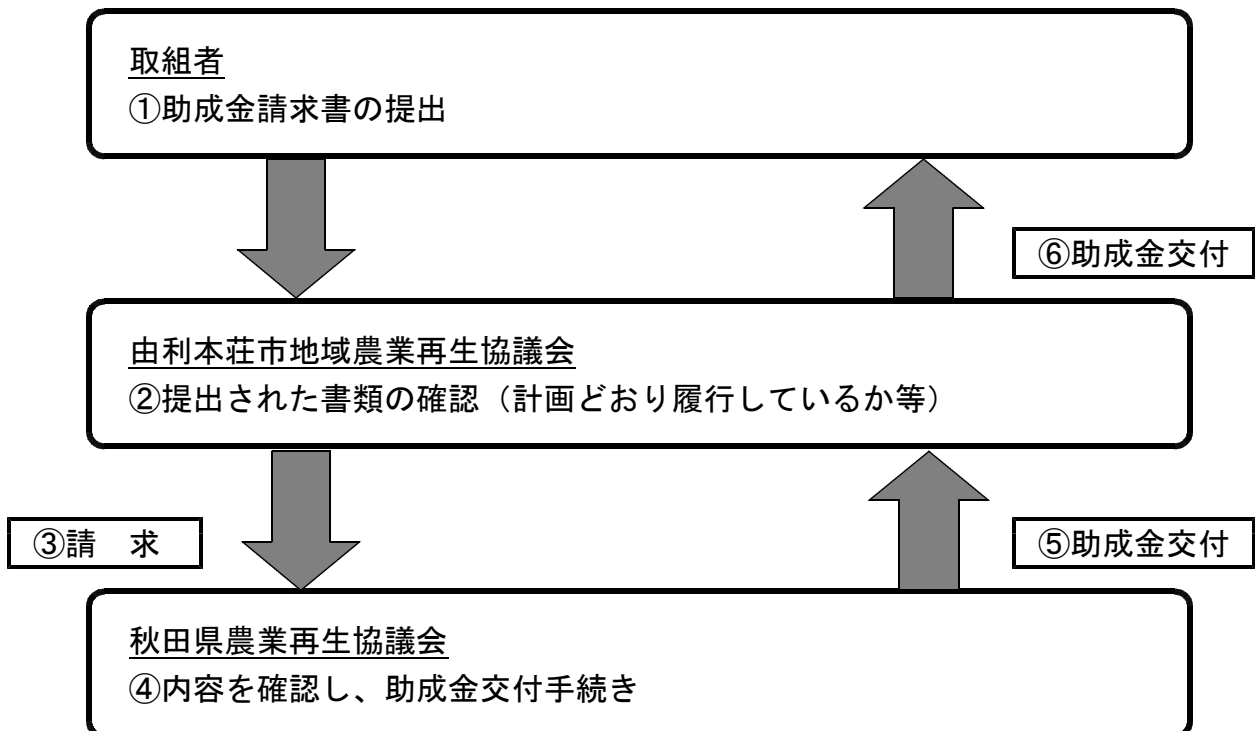 取組者
①助成金請求書の提出
⑥助成金交付
由利本荘市地域農業再生協議会
②提出された書類の確認（計画どおり履行しているか等）
③請　求
⑤助成金交付
秋田県農業再生協議会
④内容を確認し、助成金交付手続き